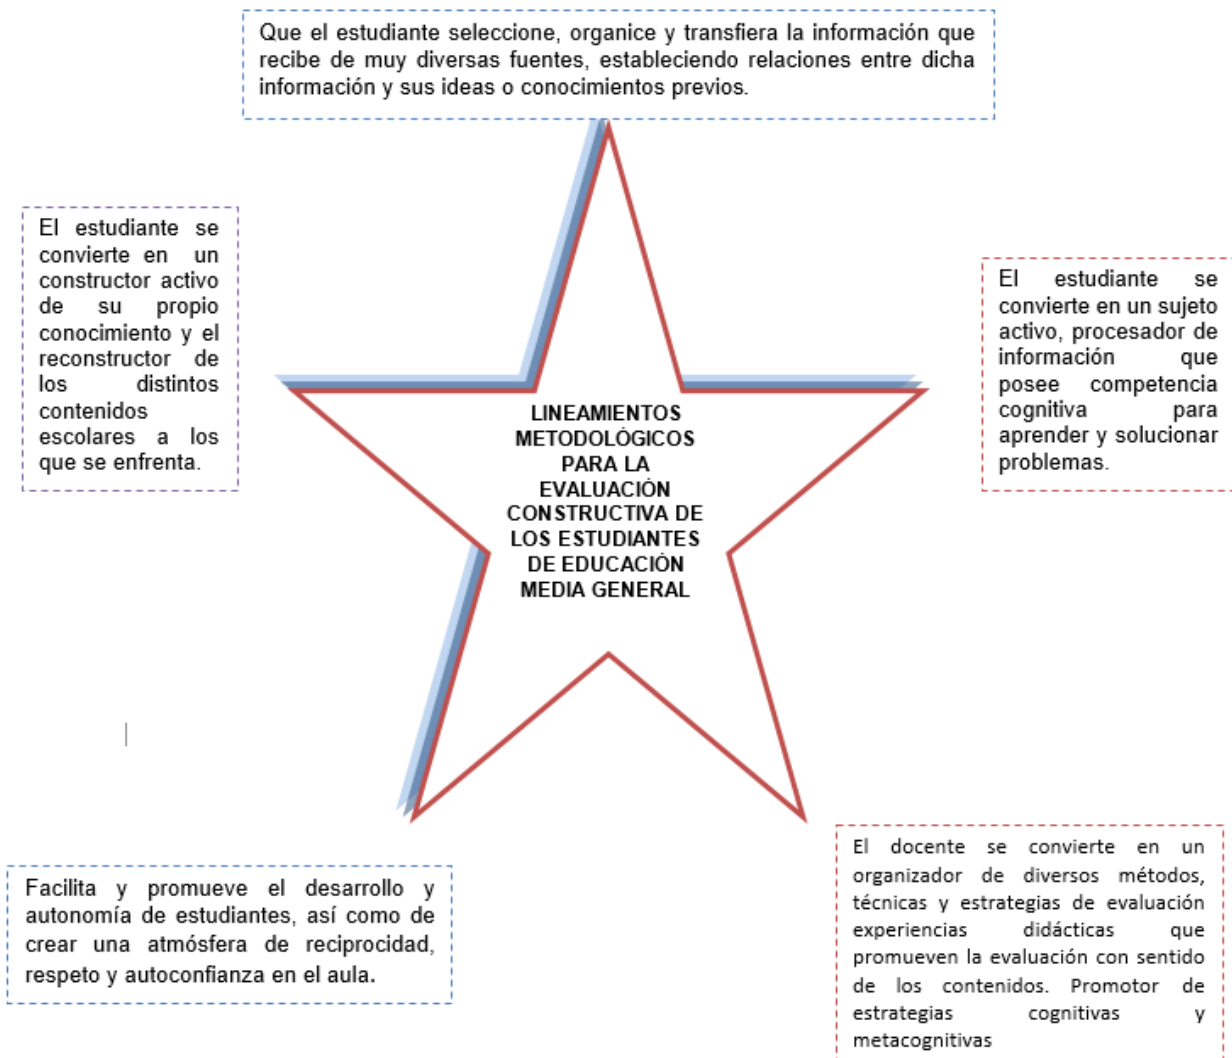 Que el estudiante seleccione, organice y transfiera la información que
recibe de muy diversas fuentes, estableciendo relaciones entre dicha
información y sus ideas o conocimientos previos.
El estudiante se
convierte en un
constructor activo
de su propio
conocimiento y el
reconstructor de
los distintos
contenidos
escolares a los
que se enfrenta.
El estudiante se
convierte en un sujeto
activo, procesador de
información que
posee competencia
cognitiva para
aprender y solucionar
problemas.
LINEAMIENTOS
METODOLÓGICOS
PARA LA
EVALUACIÓN
CONSTRUCTIVA DE
LOS ESTUDIANTES
DE EDUCACIÓN
MEDIA GENERAL
Facilita y promueve el desarrollo y
autonomía de estudiantes, así como de
crear una atmósfera de reciprocidad,
respeto y autoconfianza en el aula.
El docente se convierte en un
organizador de diversos métodos,
técnicas y estrategias de evaluación
experiencias didácticas que
promueven la evaluación con sentido
de los contenidos. Promotor de
estrategias cognitivas y
metacognitivas